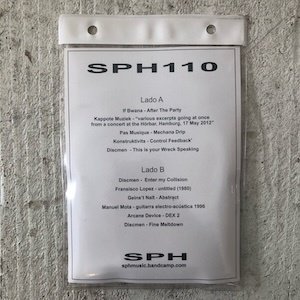 SPH110
Lado A
If Bwana - After The Party
Kappote Muziek - "various excerpts going at once
from a concert at the Hörbar, Hamburg, 17 May 2012"
Pas Musique - Mechana Drip
Konstruktivits - Control Feedback'
Discmen - This is your Wreck Speaking
Lado B
Discmen - Enter my Collision
Fransisco Lopez - untitled (1980)
Geins't Naït - Abstract
Manuel Mota - guitarra electro-acústica 1996
Arcane Device - DEX 2
Discmen - Fine Meltdown
SPH
sphmusic.bandcamp.com